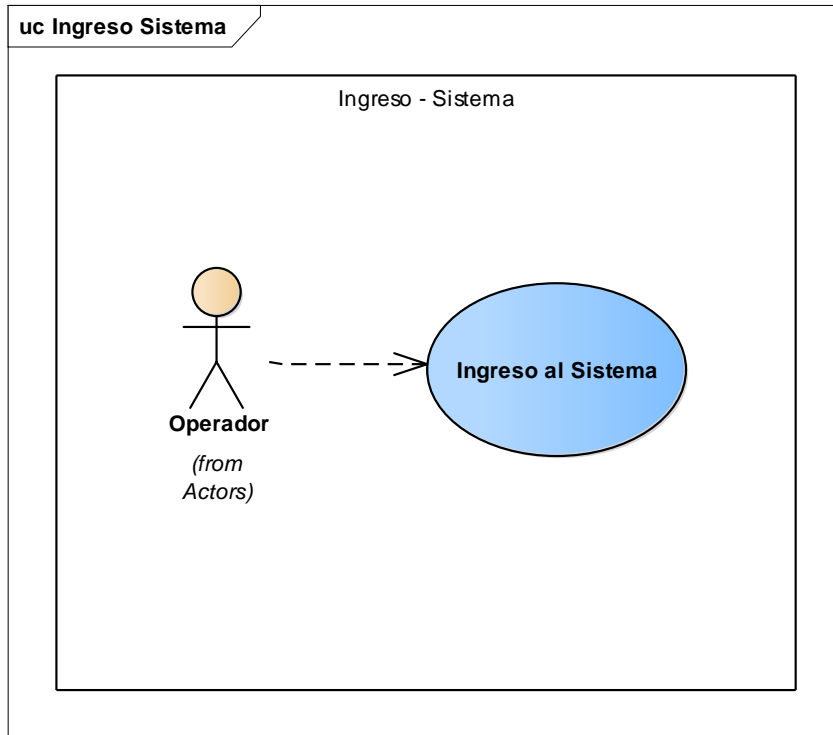 uc Ingreso Sistema
Ingreso - Sistema
Ingreso al Sistema
Operador
(from
Actors)